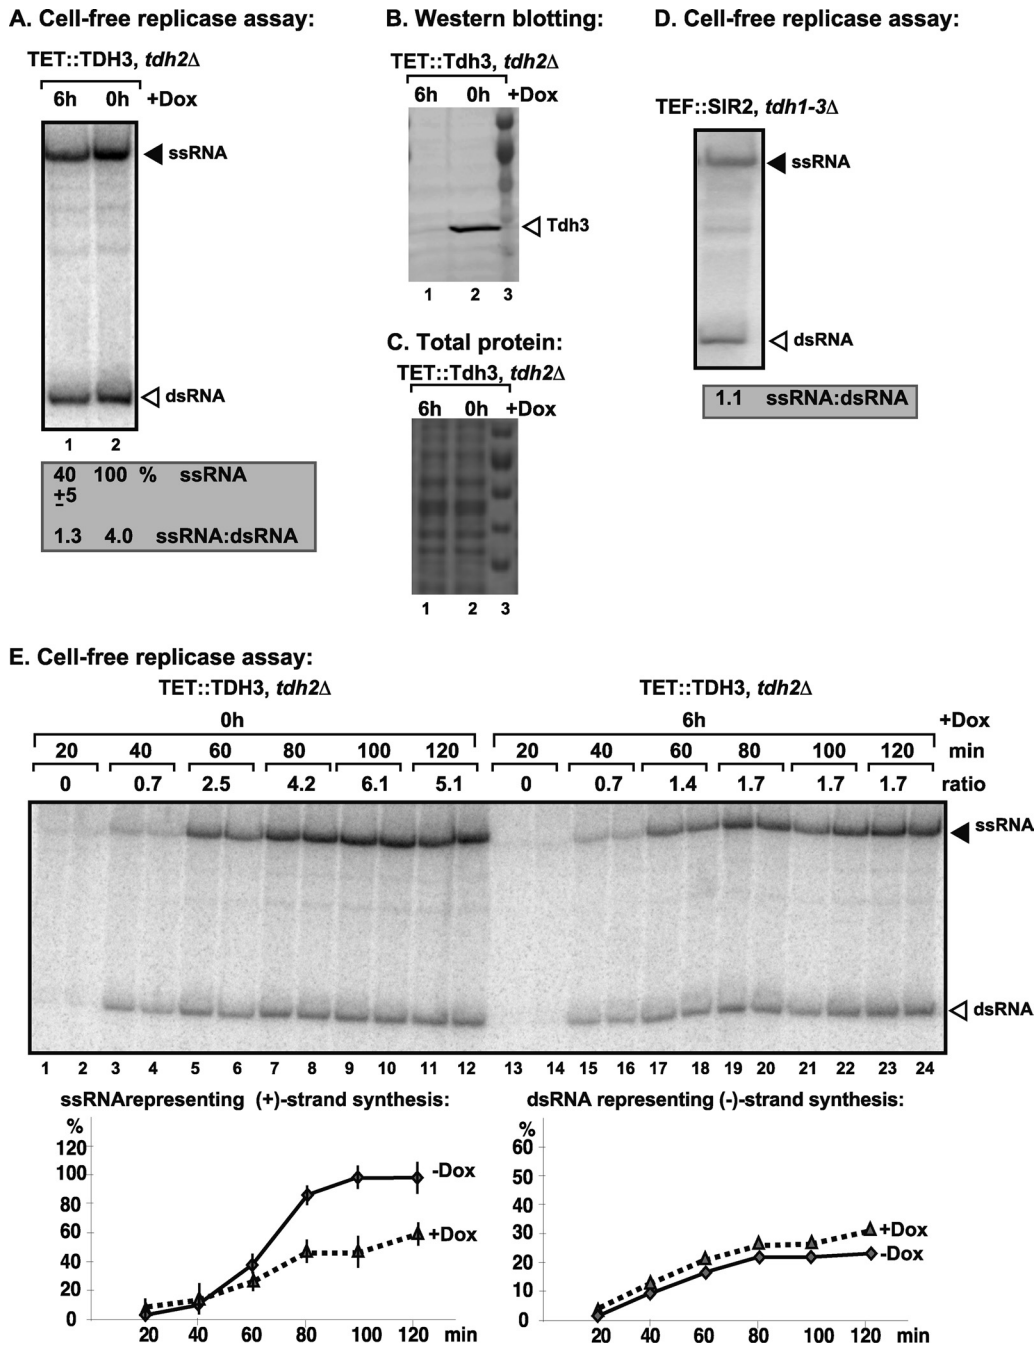 A. Cell-free replicase assay:
TET::TDH3, tdh2Δ
6h 0h +Dox
ssRNA
dsRNA
1 2
40 100 % ssRNA
±5
1.3 4.0 ssRNA:dsRNA
B. Western blotting:
TET::Tdh3, tdh2Δ
6h 0h +Dox
Tdh3
1 2 3
C. Total protein:
TET::Tdh3, tdh2Δ
6h 0h +Dox
1 2 3
D. Cell-free replicase assay:
TEF::SIR2, tdh1-3Δ
ssRNA
dsRNA
1.1 ssRNA:dsRNA
E. Cell-free replicase assay:
TET::TDH3, tdh2Δ TET::TDH3, tdh2Δ
0h 6h +Dox
20 40 60 80 100 120 20 40 60 80 100 120 min
0 0.7 2.5 4.2 6.1 5.1 0 0.7 1.4 1.7 1.7 1.7 ratio
ssRNA
dsRNA
1 2 3 4 5 6 7 8 9 10 11 12 13 14 15 16 17 18 19 20 21 22 23 24
ssRNArepresenting (+)-strand synthesis:
%
120
100
80
60
40
20
0
-Dox
+Dox
20 40 60 80 100 120 min
dsRNA representing (-)-strand synthesis:
%
60
50
40
30
20
10
0
+Dox
-Dox
20 40 60 80 100 120 min